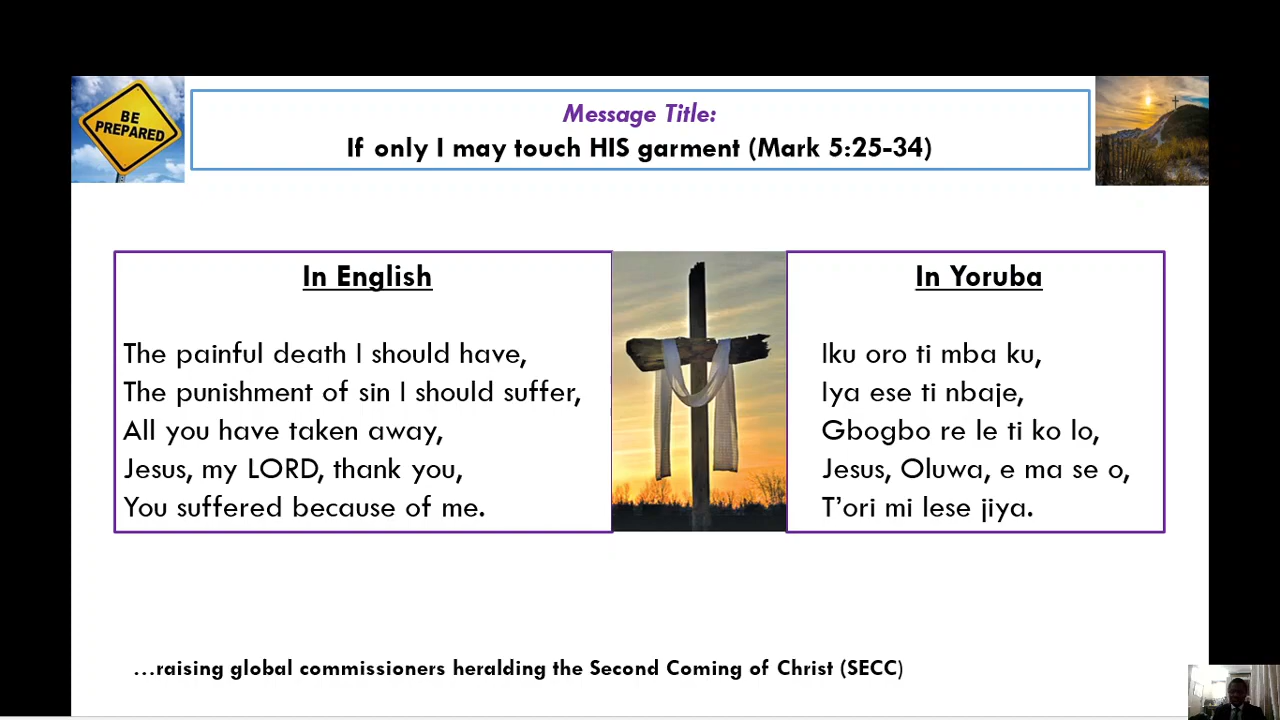 BE
PREPARED
Message Title:
If only I may touch HIS garment (Mark 5:25-34)
In English
The painful death I should have,
The punishment of sin I should suffer,
All you have taken away,
Jesus, my LORD, thank you,
You suffered because of me.
In Yoruba
Iku oro ti mba ku,
Iya ese ti nbaje,
Gbogbo re le ti ko lo,
Jesus, Oluwa, e ma se o,
T’ori mi lese jiya.
…raising global commissioners heralding the Second Coming of Christ (SECC)